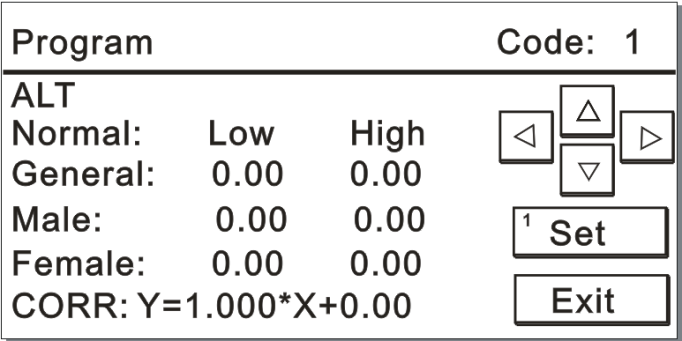 Program Code: 1
ALT
Normal: Low High
General: 0.00 0.00
Male: 0.00 0.00
Female: 0.00 0.00
CORR: Y=1.000*X+0.00
1 Set
Exit